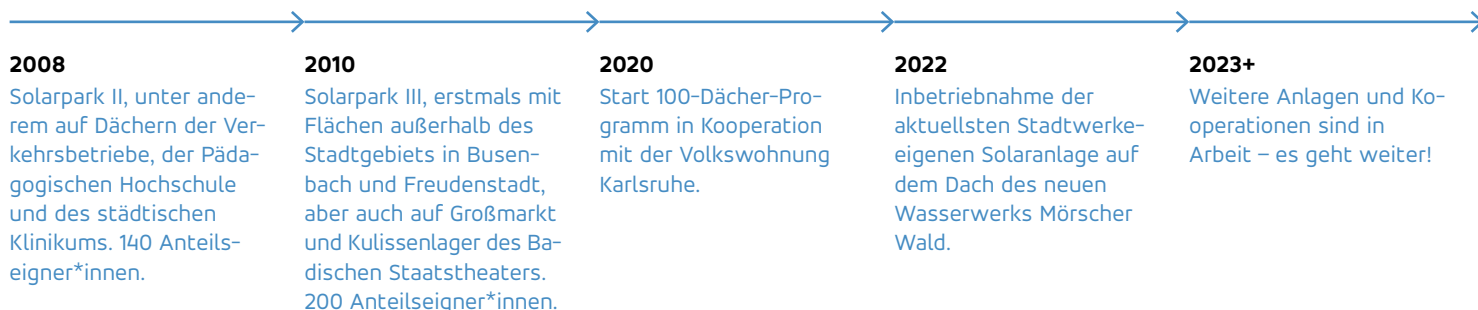 2008
Solarpark II, unter ande-
rem auf Dächern der Ver-
kehrsbetriebe, der Päda-
gogischen Hochschule
und des städtischen
Klinikums. 140 Anteils-
eigner*innen.
2010
Solarpark III, erstmals mit
Flächen außerhalb des
Stadtgebiets in Busen-
bach und Freudenstadt,
aber auch auf Großmarkt
und Kulissenlager des Ba-
dischen Staatstheaters.
200 Anteilseigner*innen.
2020
Start 100-Dächer-Pro-
gramm in Kooperation
mit der Volkswohnung
Karlsruhe.
2022
Inbetriebnahme der
aktuellsten Stadtwerke-
eigenen Solaranlage auf
dem Dach des neuen
Wasserwerks Mörscher
Wald.
2023+
Weitere Anlagen und Ko-
operationen sind in
Arbeit – es geht weiter!